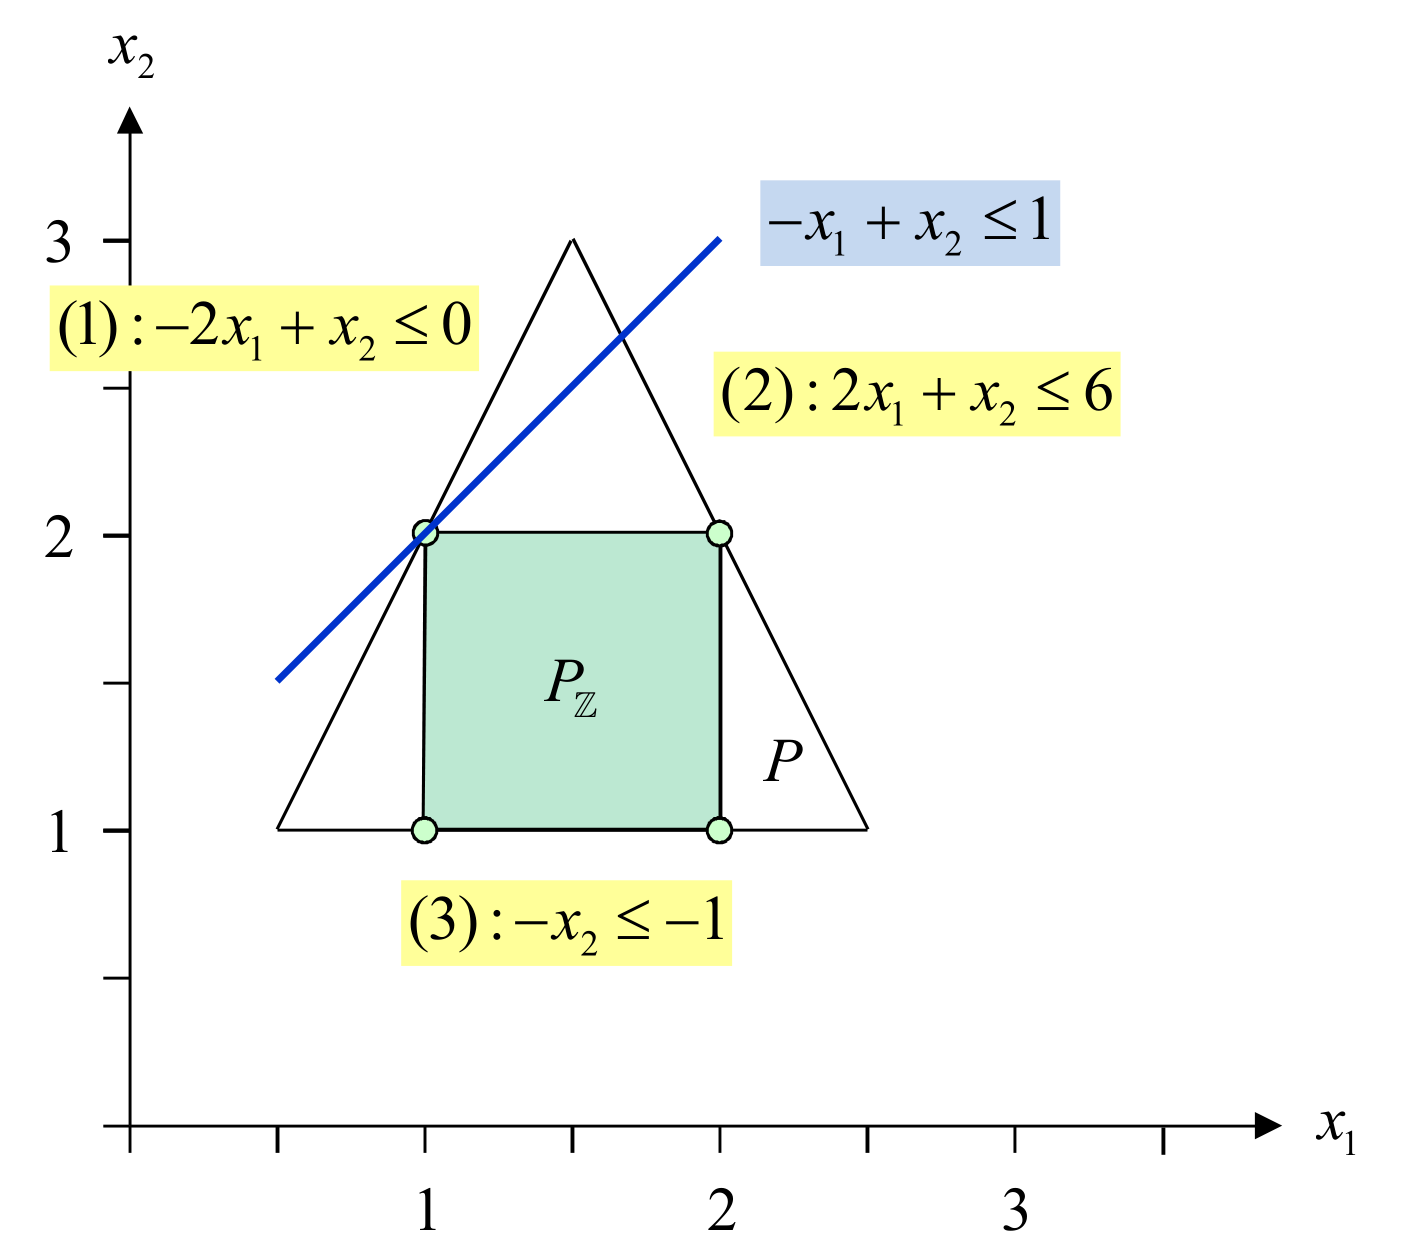 x₂
−x₁ + x₂ ≤ 1
3
(1) : −2x₁ + x₂ ≤ 0
(2) : 2x₁ + x₂ ≤ 6
2
P_ℤ
P
1
(3) : −x₂ ≤ −1
x₁
1 2 3